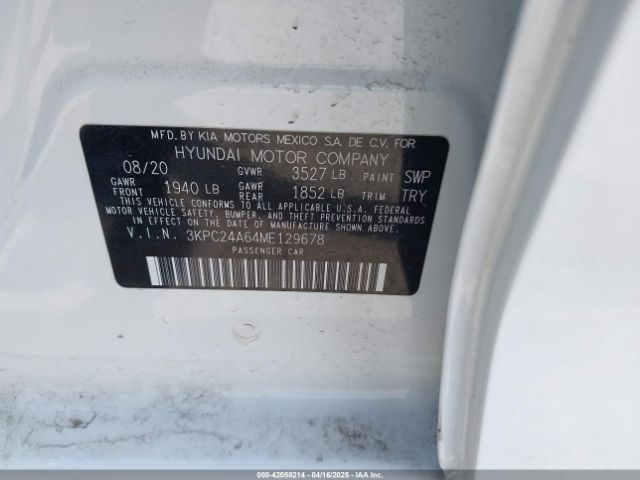 MFD. BY KIA MOTORS MEXICO S.A. DE C.V. FOR
HYUNDAI MOTOR COMPANY
08/20 GVWR 3527 LB PAINT SWP
GAWR FRONT 1940 LB GAWR REAR 1852 LB TRIM TRY
THIS VEHICLE CONFORMS TO ALL APPLICABLE U.S.A. FEDERAL
MOTOR VEHICLE SAFETY, BUMPER, AND THEFT PREVENTION STANDARDS
IN EFFECT ON THE DATE OF MANUFACTURE SHOWN ABOVE.
V.I.N. 3KPC24A64ME129678
PASSENGER CAR
000-42058214 - 04/16/2025 - IAAI.COM